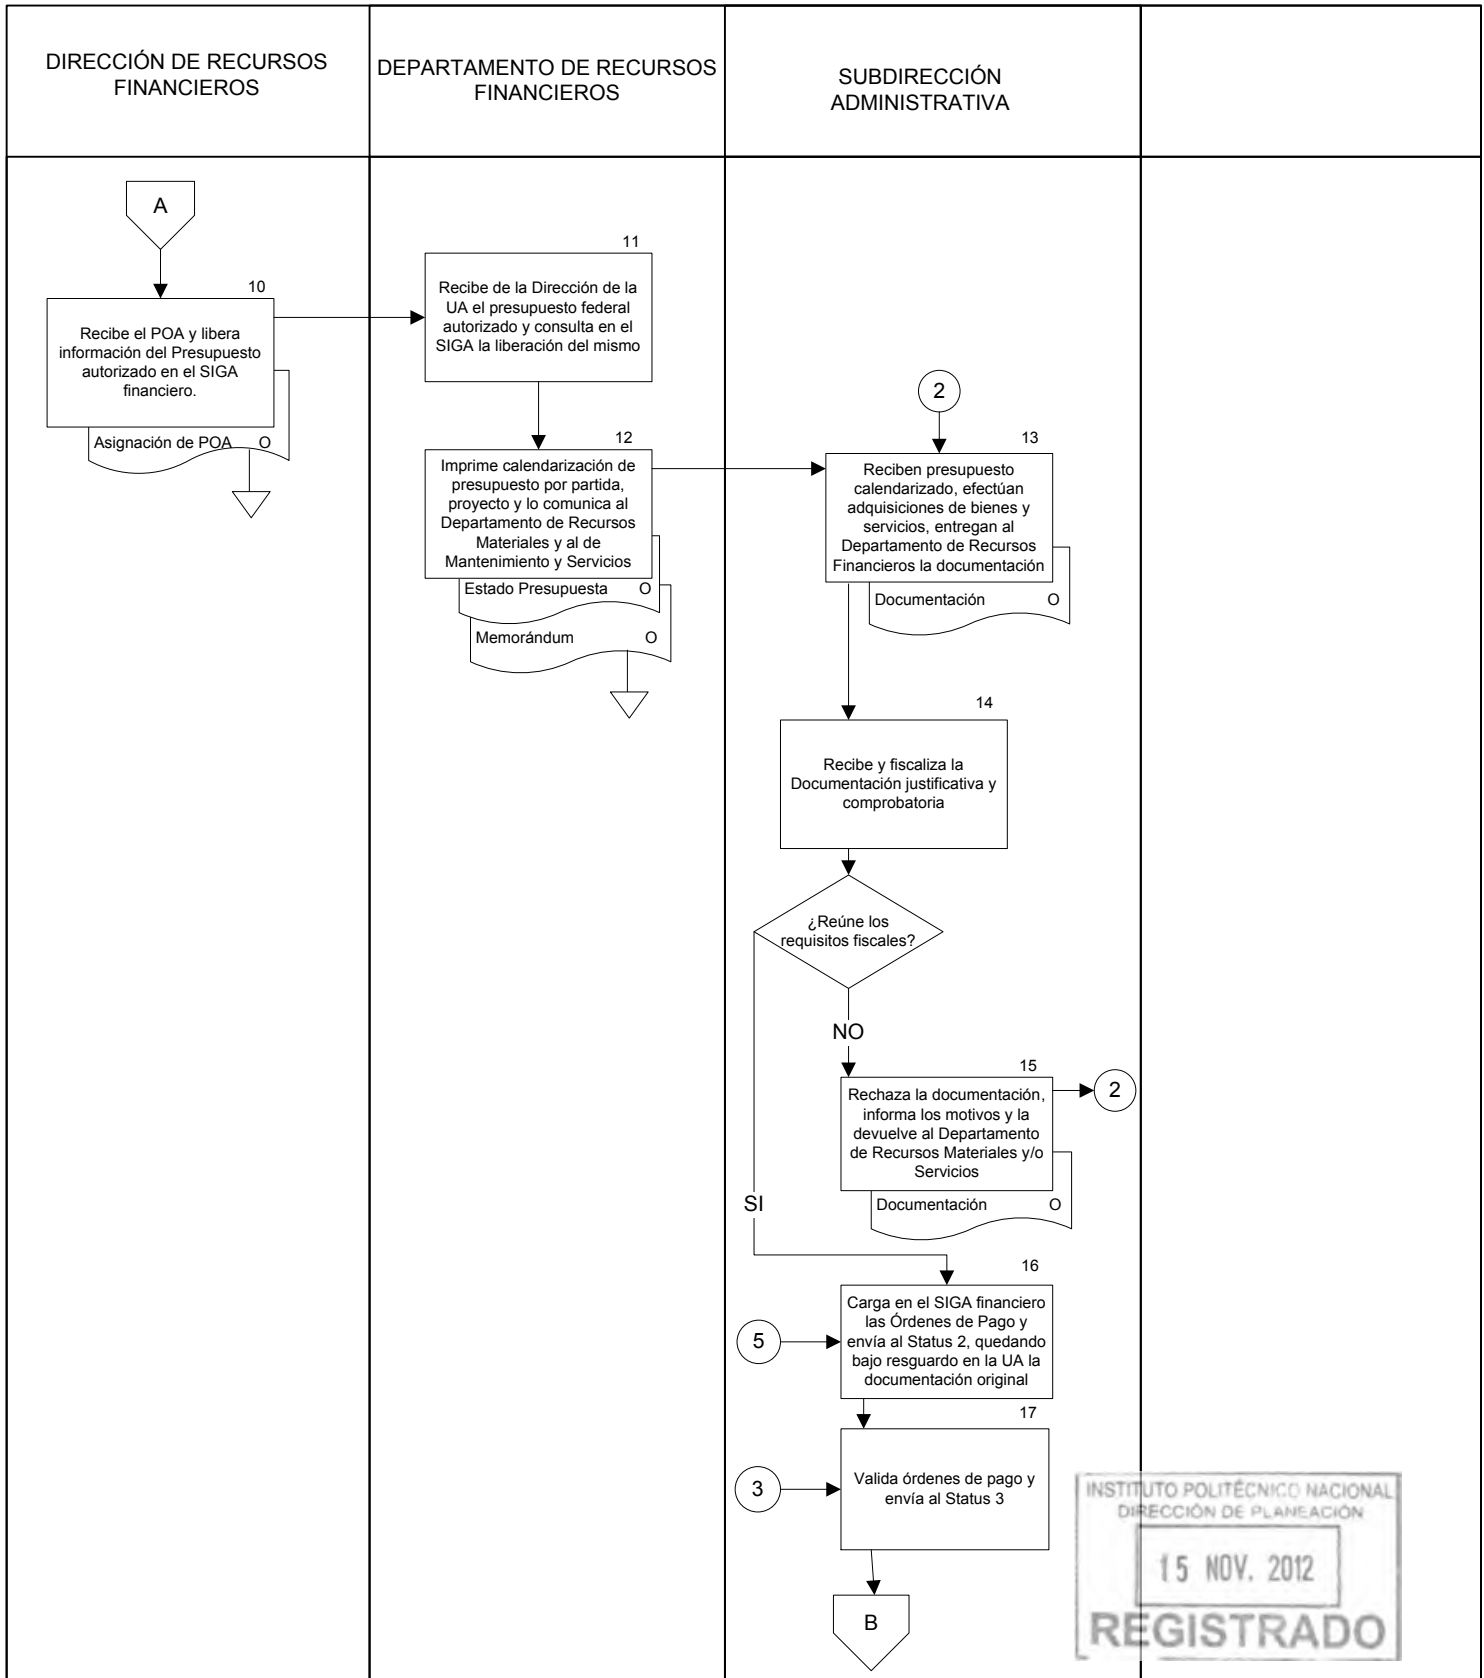 DIRECCIÓN DE RECURSOS
FINANCIEROS
DEPARTAMENTO DE RECURSOS
FINANCIEROS
SUBDIRECCIÓN
ADMINISTRATIVA
A
10
Recibe el POA y libera
información del Presupuesto
autorizado en el SIGA
financiero.
Asignación de POA O
11
Recibe de la Dirección de la
UA el presupuesto federal
autorizado y consulta en el
SIGA la liberación del mismo
12
Imprime calendarización de
presupuesto por partida,
proyecto y lo comunica al
Departamento de Recursos
Materiales y al de
Mantenimiento y Servicios
Estado Presupuesta O
Memorándum O
2
13
Reciben presupuesto
calendarizado, efectúan
adquisiciones de bienes y
servicios, entregan al
Departamento de Recursos
Financieros la documentación
Documentación O
14
Recibe y fiscaliza la
Documentación justificativa y
comprobatoria
¿Reúne los
requisitos fiscales?
NO
15
Rechaza la documentación,
informa los motivos y la
devuelve al Departamento
de Recursos Materiales y/o
Servicios
2
Documentación O
SI
16
Carga en el SIGA financiero
las Órdenes de Pago y
envía al Status 2, quedando
bajo resguardo en la UA la
documentación original
5
17
Valida órdenes de pago y
envía al Status 3
3
B
INSTITUTO POLITÉCNICO NACIONAL
DIRECCIÓN DE PLANEACIÓN
15 NOV. 2012
REGISTRADO